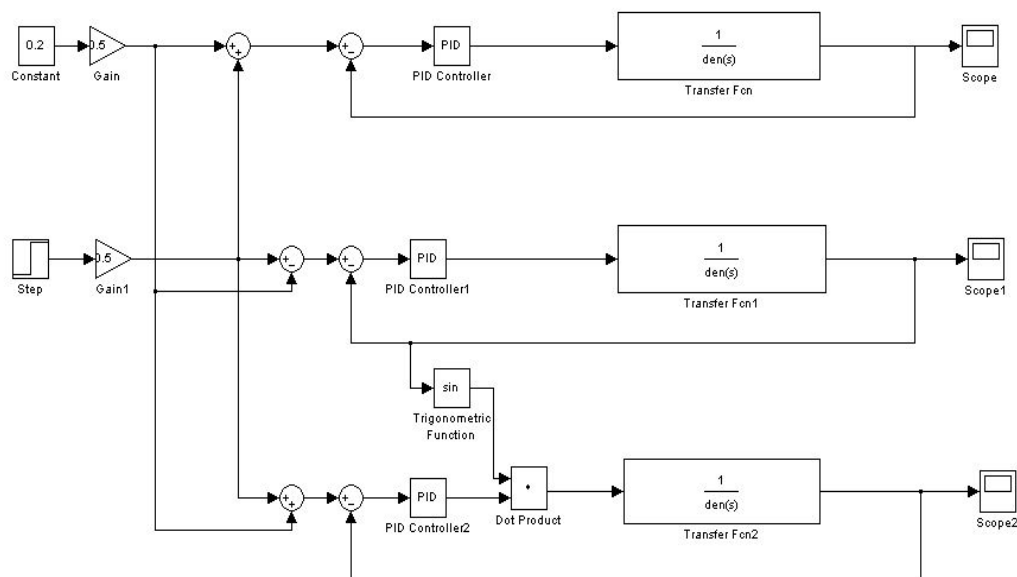 0.2
Constant
0.5
Gain
+
+
+
−
PID
PID Controller
1
den(s)
Transfer Fcn
Scope
Step
0.5
Gain1
+
−
+
−
PID
PID Controller1
1
den(s)
Transfer Fcn1
Scope1
sin
Trigonometric
Function
+
+
+
−
PID
PID Controller2
Dot Product
1
den(s)
Transfer Fcn2
Scope2